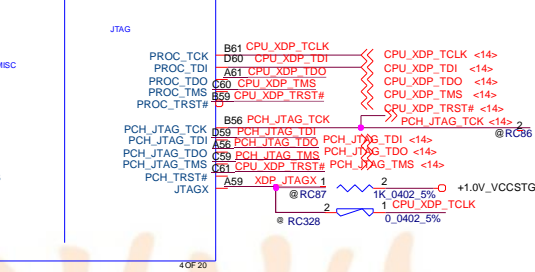 JTAG
MISC
PROC_TCK B61 CPU_XDP_TCLK CPU_XDP_TCLK <14>
PROC_TDI D60 CPU_XDP_TDI CPU_XDP_TDI <14>
PROC_TDO A61 CPU_XDP_TDO CPU_XDP_TDO <14>
PROC_TMS C60 CPU_XDP_TMS CPU_XDP_TMS <14>
PROC_TRST# B59 CPU_XDP_TRST# CPU_XDP_TRST# <14>
PCH_JTAG_TCK B56 PCH_JTAG_TCK PCH_JTAG_TCK <14> 2
@RC86
PCH_JTAG_TDI D59 PCH_JTAG_TDI PCH_JTAG_TDI <14>
PCH_JTAG_TDO A56 PCH_JTAG_TDO PCH_JTAG_TDO <14>
PCH_JTAG_TMS C59 PCH_JTAG_TMS PCH_JTAG_TMS <14>
PCH_TRST# C61 CPU_XDP_TRST#
JTAGX A59 XDP_JTAGX 1 2 +1.0V_VCCSTG
@RC87 1K_0402_5%
2 1 CPU_XDP_TCLK
@ RC328 0_0402_5%
4 OF 20